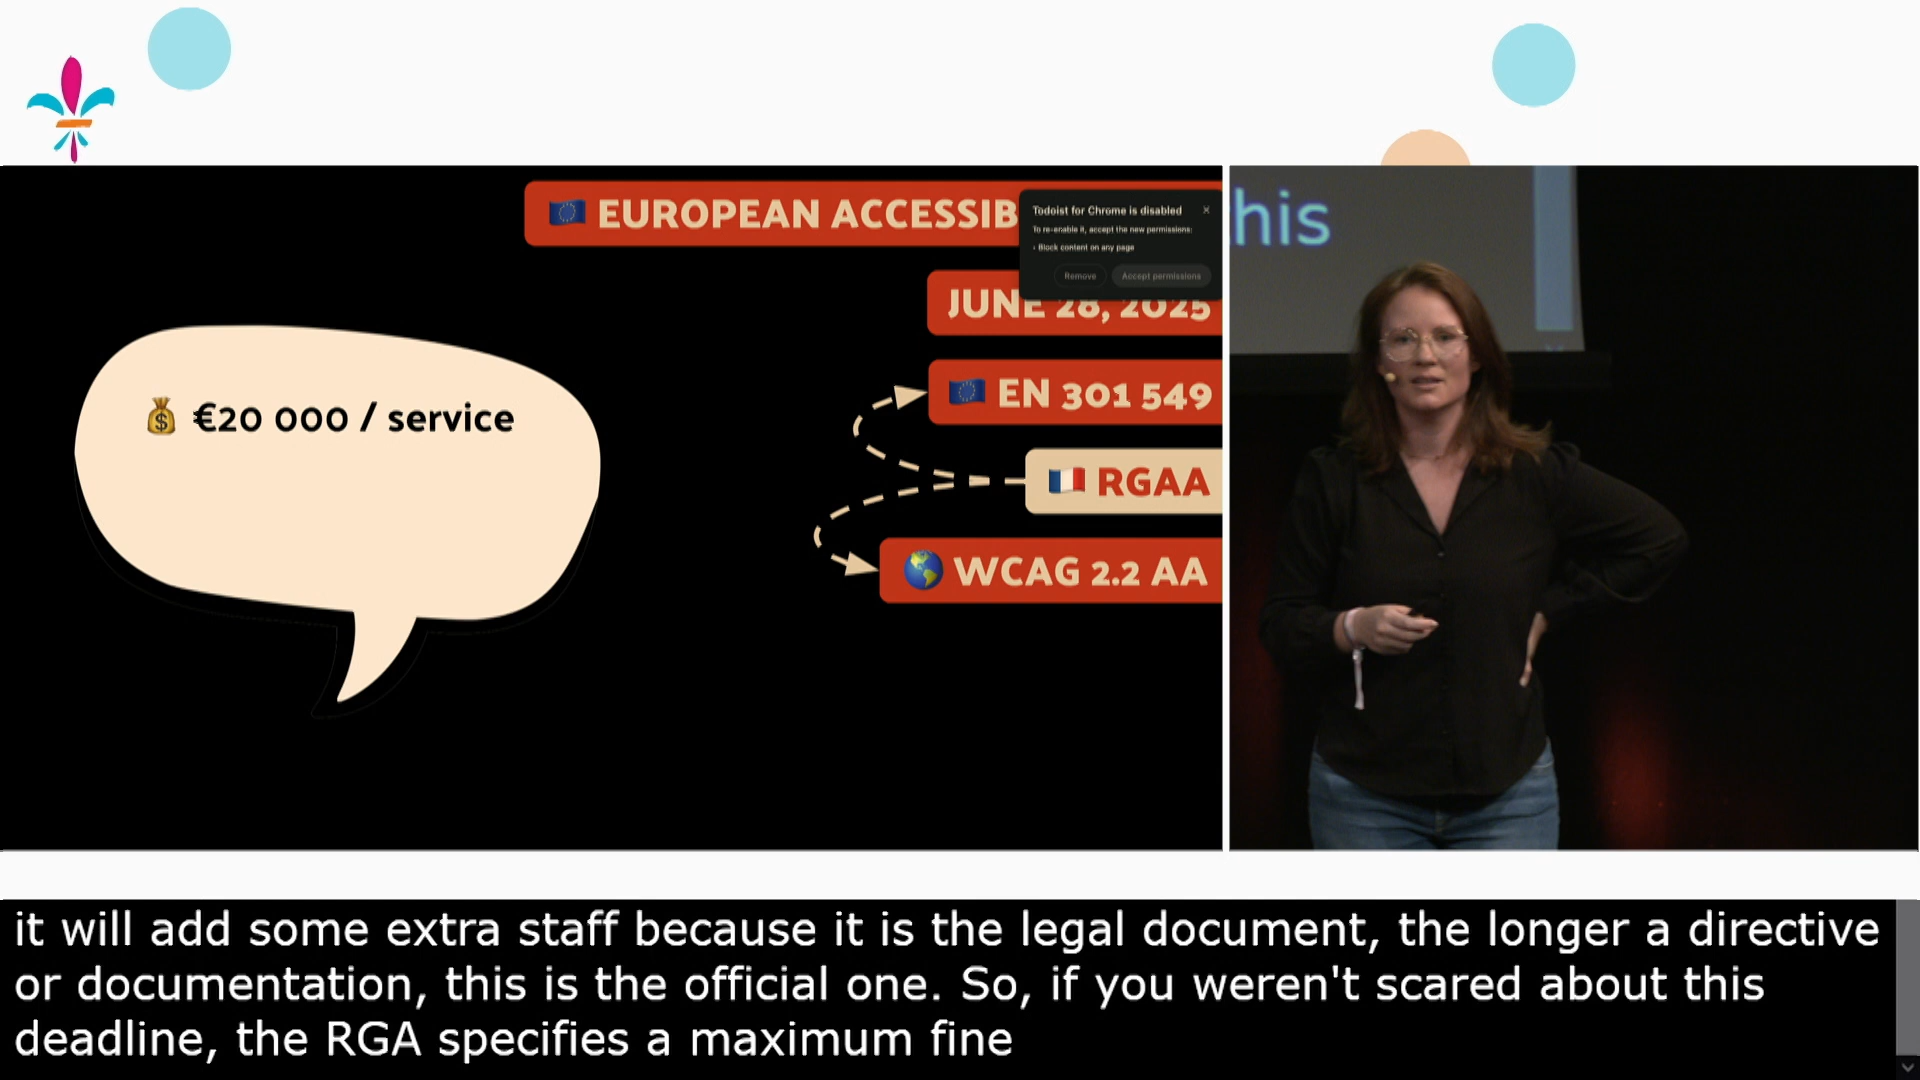 EUROPEAN ACCESSIB
Todoist for Chrome is disabled
To re-enable it, accept the new permissions:
- Block content on any page
Remove
Accept permissions
JUNE 28, 2025
EN 301 549
€20 000 / service
RGAA
WCAG 2.2 AA
his
it will add some extra staff because it is the legal document, the longer a directive
or documentation, this is the official one. So, if you weren't scared about this
deadline, the RGA specifies a maximum fine